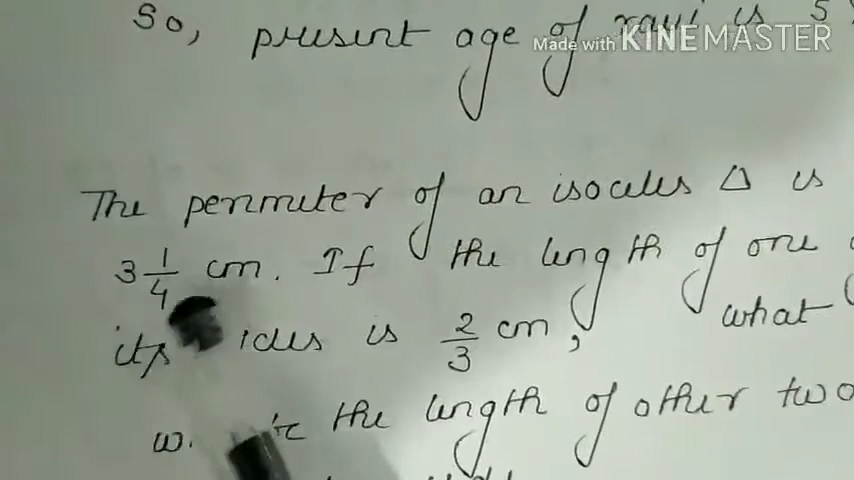 So, present age of ravi is 5
Made with KINEMASTER
The perimeter of an isoceles Δ is
3 1/4 cm. If the length of one
its sides is 2/3 cm, what
the length of other two